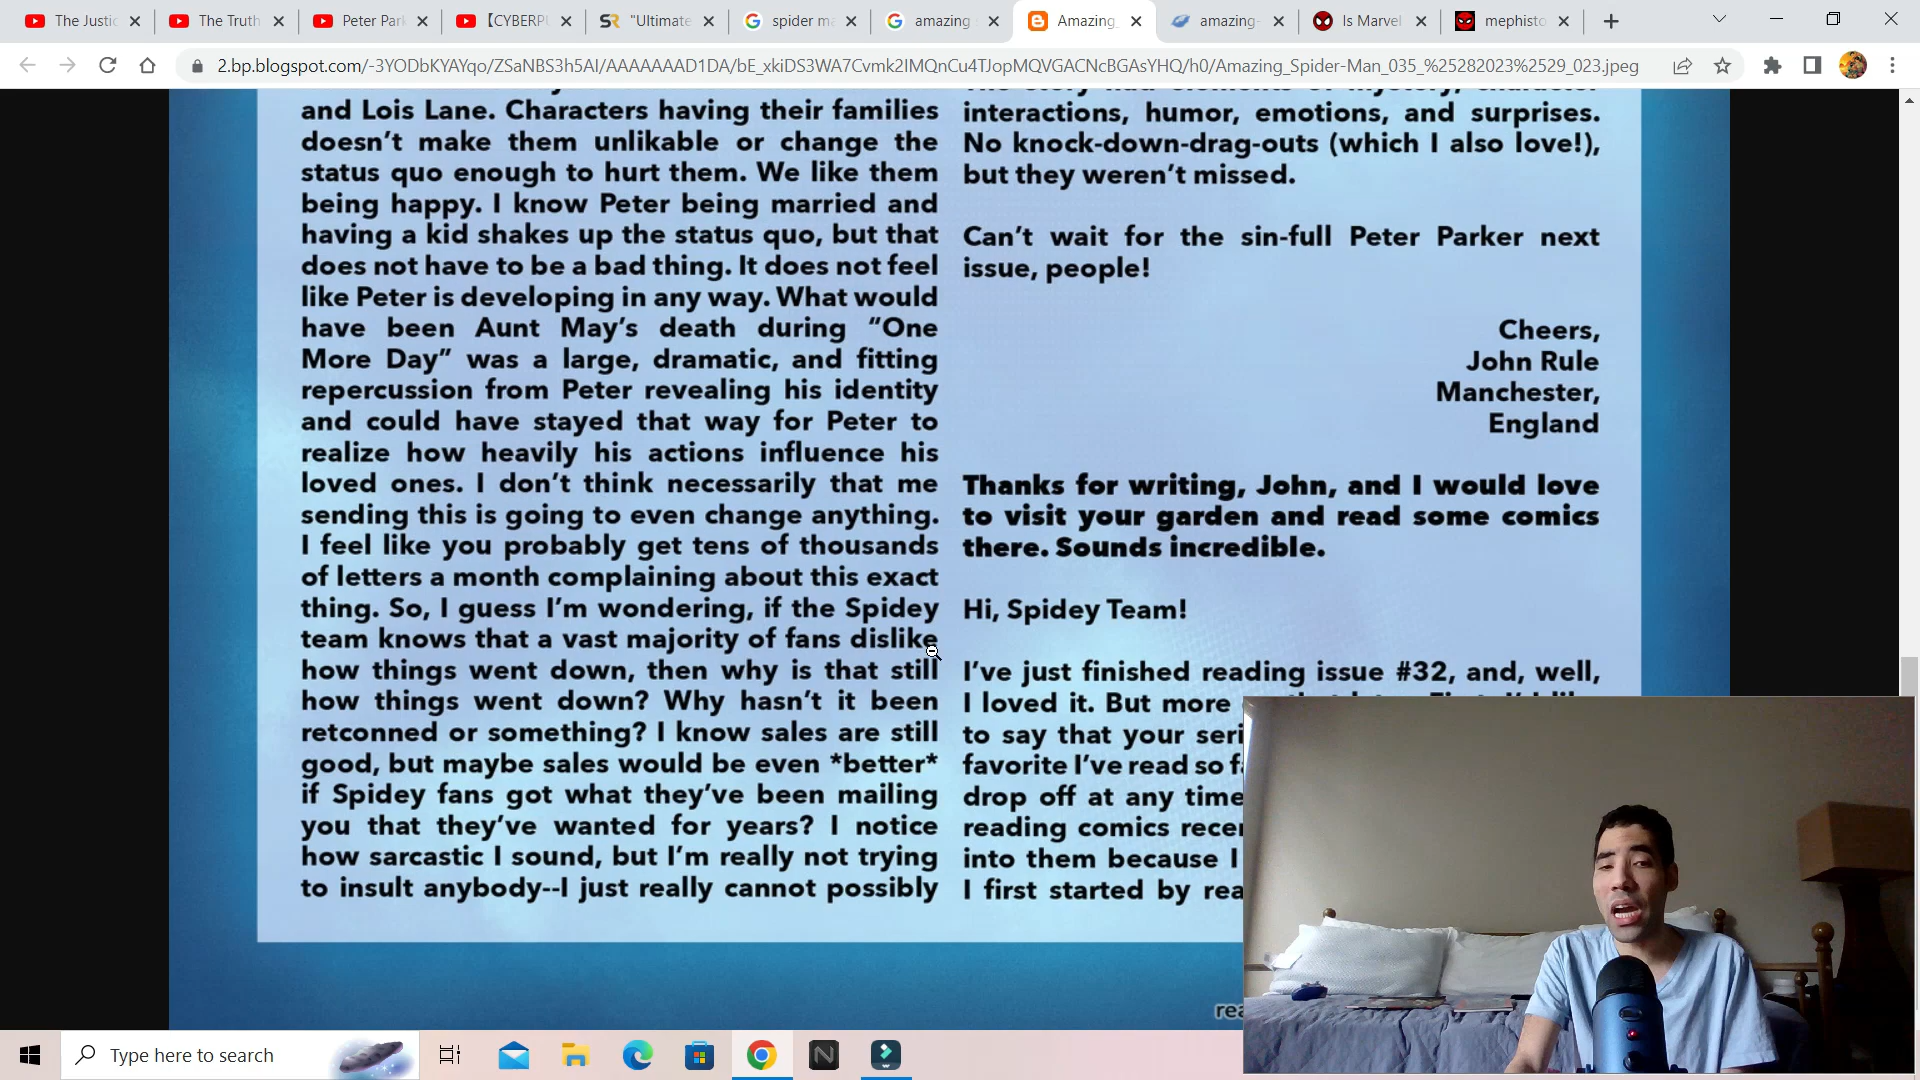 The Justic
The Truth
Peter Park
【CYBERPU
"Ultimate
spider ma
amazing
Amazing_
amazing-
Is Marvel
mephisto
2.bp.blogspot.com/-3YODbKYAYqo/ZSaNBS3h5AI/AAAAAAAD1DA/bE_xkiDS3WA7Cvmk2IMQnCu4TJopMQVGACNcBGAsYHQ/h0/Amazing_Spider-Man_035_%25282023%2529_023.jpeg
and Lois Lane. Characters having their families
doesn't make them unlikable or change the
status quo enough to hurt them. We like them
being happy. I know Peter being married and
having a kid shakes up the status quo, but that
does not have to be a bad thing. It does not feel
like Peter is developing in any way. What would
have been Aunt May's death during "One
More Day" was a large, dramatic, and fitting
repercussion from Peter revealing his identity
and could have stayed that way for Peter to
realize how heavily his actions influence his
loved ones. I don't think necessarily that me
sending this is going to even change anything.
I feel like you probably get tens of thousands
of letters a month complaining about this exact
thing. So, I guess I'm wondering, if the Spidey
team knows that a vast majority of fans dislike
how things went down, then why is that still
how things went down? Why hasn't it been
retconned or something? I know sales are still
good, but maybe sales would be even *better*
if Spidey fans got what they've been mailing
you that they've wanted for years? I notice
how sarcastic I sound, but I'm really not trying
to insult anybody--I just really cannot possibly
The story had elements of mystery, character
interactions, humor, emotions, and surprises.
No knock-down-drag-outs (which I also love!),
but they weren't missed.
Can't wait for the sin-full Peter Parker next
issue, people!
Cheers,
John Rule
Manchester,
England
Thanks for writing, John, and I would love
to visit your garden and read some comics
there. Sounds incredible.
Hi, Spidey Team!
I've just finished reading issue #32, and, well,
I loved it. But more
to say that your seri
favorite I've read so fa
drop off at any time
reading comics recen
into them because I
I first started by rea
rea
Type here to search